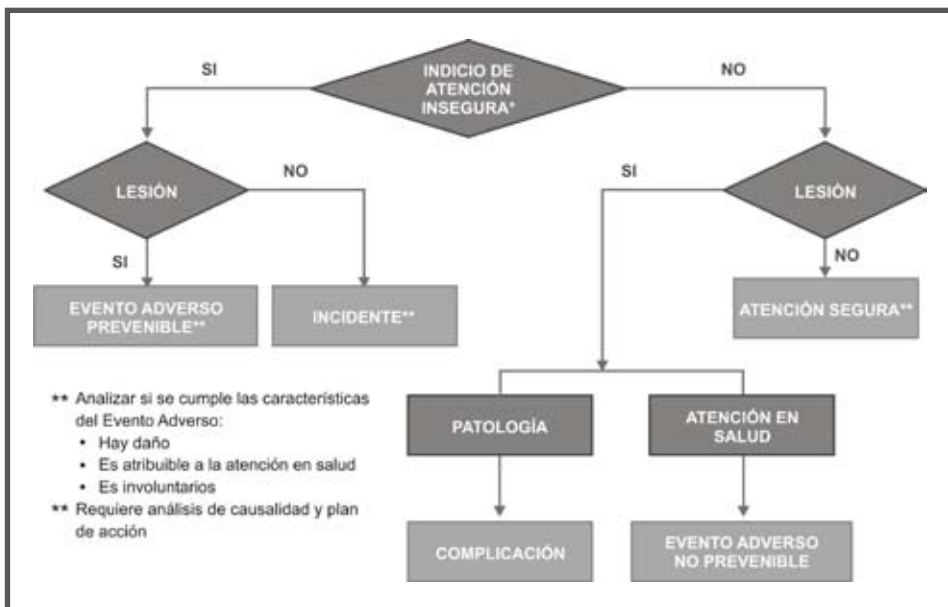 SI
INDICIO DE
ATENCIÓN
INSEGURA*
NO
LESIÓN
NO
SI
LESIÓN
SI
NO
EVENTO ADVERSO
PREVENIBLE**
INCIDENTE**
ATENCIÓN SEGURA**
** Analizar si se cumple las características
del Evento Adverso:
• Hay daño
• Es atribuible a la atención en salud
• Es involuntarios
** Requiere análisis de causalidad y plan
de acción
PATOLOGÍA
ATENCIÓN EN
SALUD
COMPLICACIÓN
EVENTO ADVERSO
NO PREVENIBLE